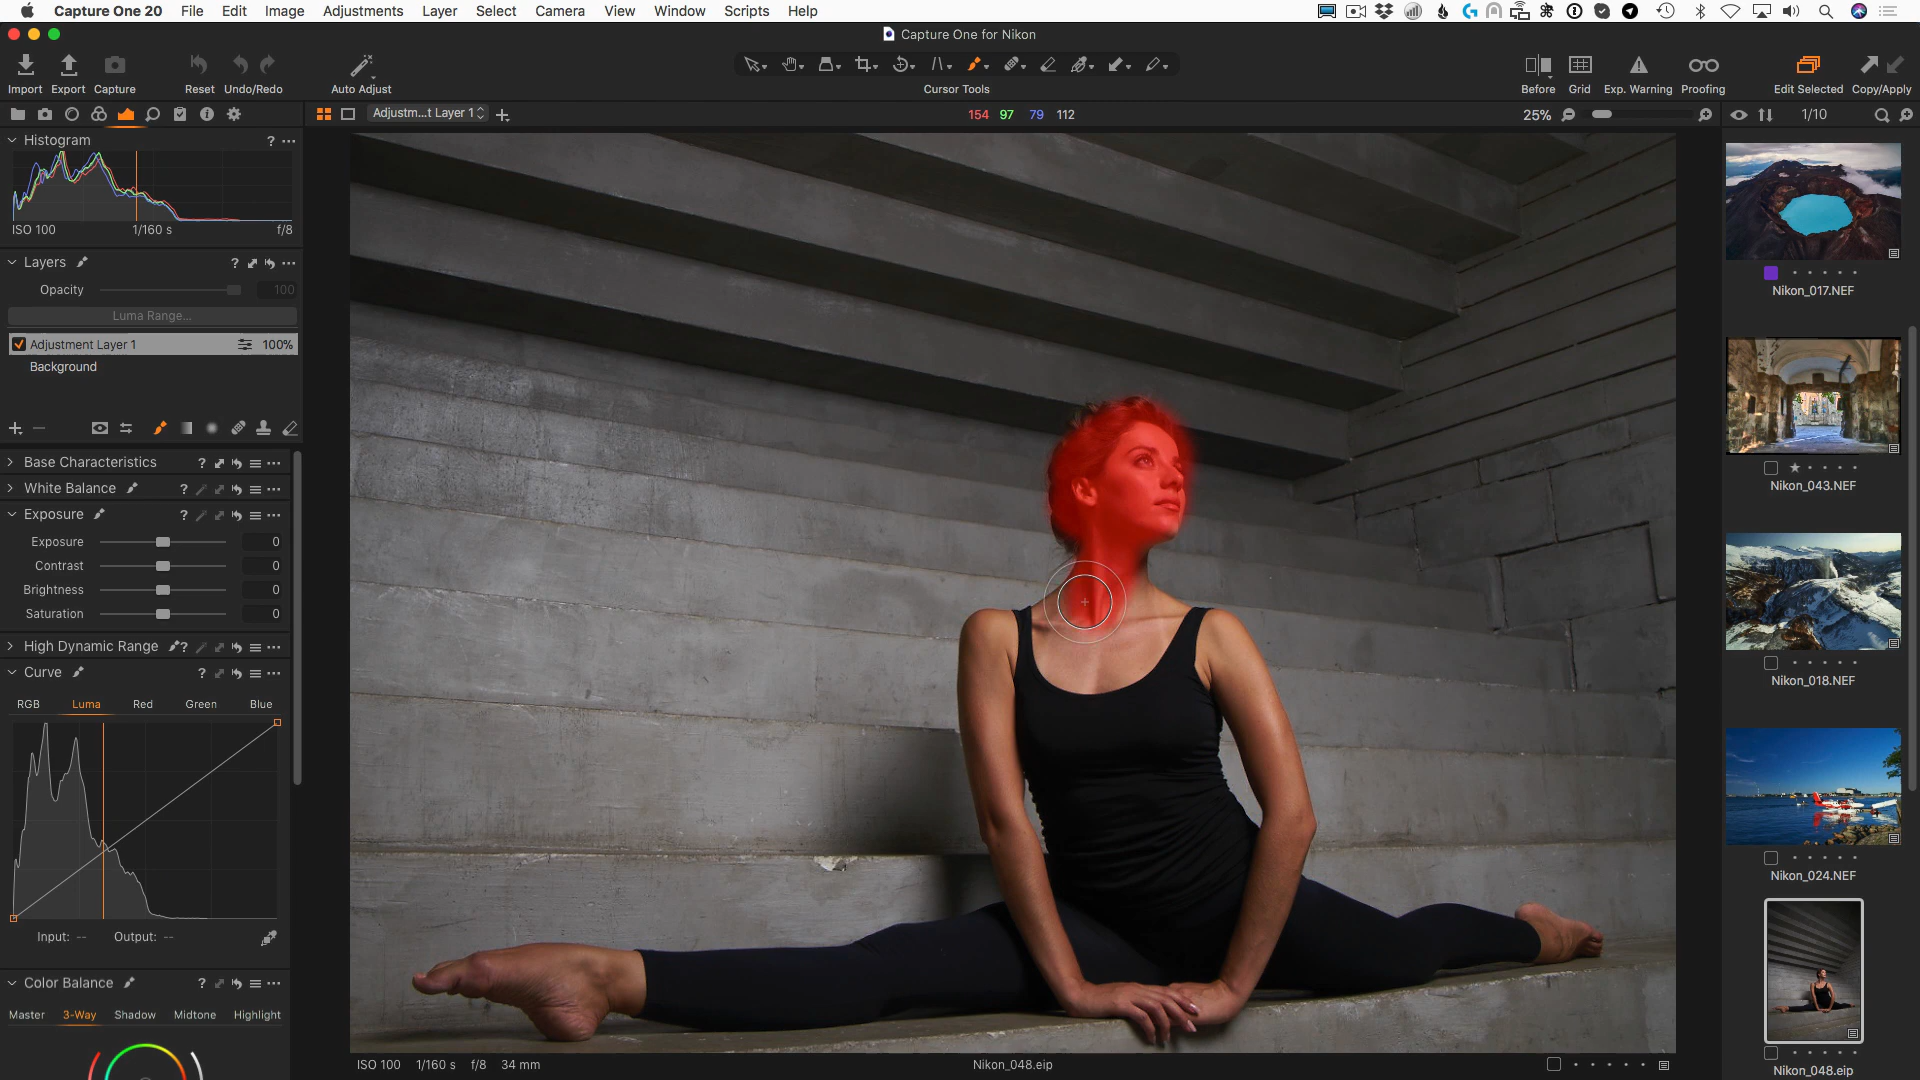 Capture One 20 File Edit Image Adjustments Layer Select Camera View Window Scripts Help
Capture One for Nikon
Import Export Capture Reset Undo/Redo Auto Adjust Cursor Tools Before Grid Exp. Warning Proofing Edit Selected Copy/Apply
Adjustm...t Layer 1 154 97 79 112 25% 1/10
Histogram ?
ISO 100 1/160 s f/8
Layers ?
Opacity 100
Luma Range...
Adjustment Layer 1 100%
Background
Base Characteristics ?
White Balance ?
Exposure ?
Exposure 0
Contrast 0
Brightness 0
Saturation 0
High Dynamic Range ?
Curve ?
RGB Luma Red Green Blue
Input: -- Output: --
Color Balance ?
Master 3-Way Shadow Midtone Highlight
ISO 100 1/160 s f/8 34 mm Nikon_048.eip
Nikon_017.NEF
Nikon_043.NEF
Nikon_018.NEF
Nikon_024.NEF
Nikon_048.eip